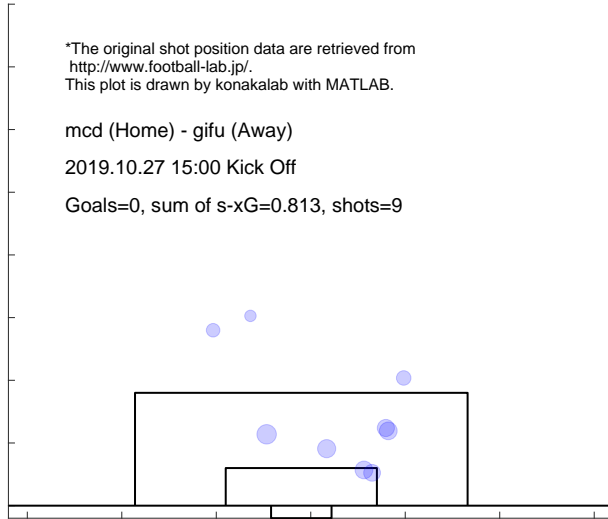 *The original shot position data are retrieved from
http://www.football-lab.jp/.
This plot is drawn by konakalab with MATLAB.
mcd (Home) - gifu (Away)
2019.10.27 15:00 Kick Off
Goals=0, sum of s-xG=0.813, shots=9